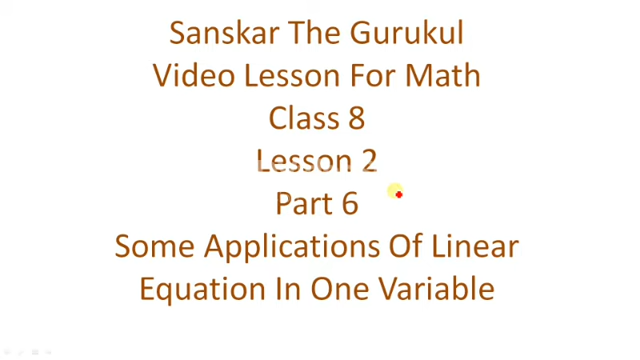 Sanskar The Gurukul
Video Lesson For Math
Class 8
Lesson 2
Part 6
Some Applications Of Linear
Equation In One Variable